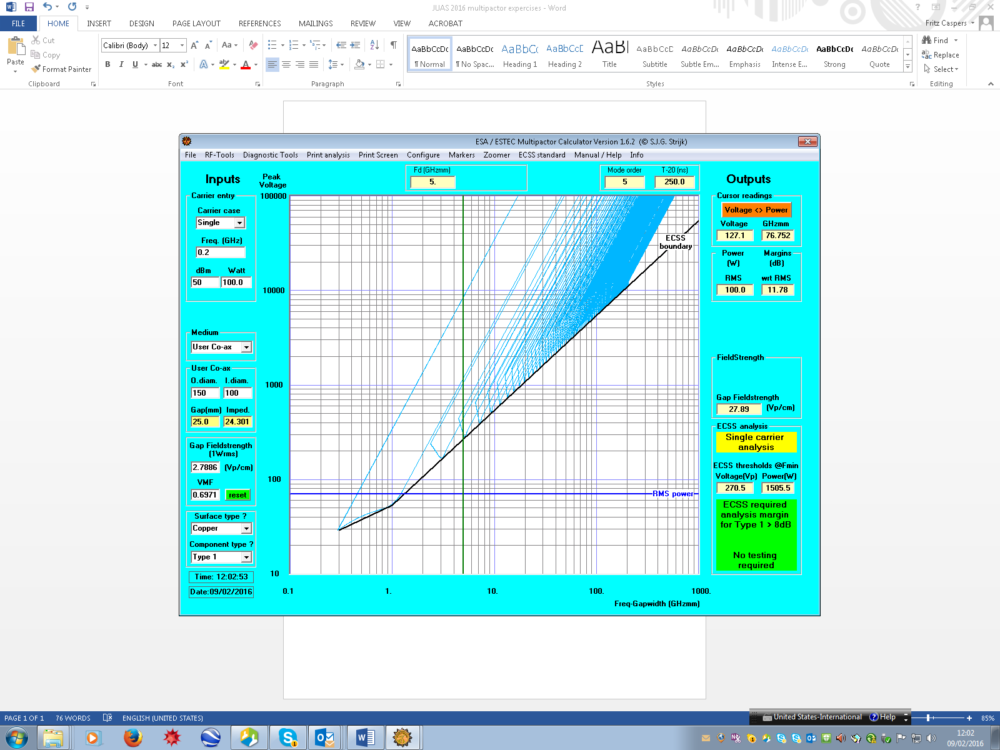 JUAS 2016 multipactor expercises - Word
FILE HOME INSERT DESIGN PAGE LAYOUT REFERENCES MAILINGS REVIEW VIEW ACROBAT
Fritz Caspers
Paste
Cut
Copy
Format Painter
Clipboard
Calibri (Body) 12
Font
Paragraph
AaBbCcDc AaBbCcDc AaBbCc AaBbCcD AaBl AaBbCcD AaBbCcDc AaBbCcDc AaBbCcDc AaBbCcDc AaBbCcDc
¶ Normal ¶ No Spac... Heading 1 Heading 2 Title Subtitle Subtle Em... Emphasis Intense E... Strong Quote
Styles
Find
Replace
Select
Editing
ESA / ESTEC Multipactor Calculator Version 1.6.2 (© S.J.G. Strijk)
File RF-Tools Diagnostic Tools Print analysis Print Screen Configure Markers Zoomer ECSS standard Manual / Help Info
Inputs
Carrier entry
Carrier case
Single
Freq. (GHz)
0.2
dBm Watt
50 100.0
Medium
User Co-ax
User Co-ax
O.diam. I.diam.
150 100
Gap(mm) Imped.
25.0 24.301
Gap Fieldstrength
(1Wrms)
2.7886 (Vp/cm)
VMF
0.6971 reset
Surface type ?
Copper
Component type ?
Type 1
Time: 12:02:53
Date:09/02/2016
Peak
Voltage
Fd (GHzmm)
5.
Mode order T-20 (ns)
5 250.0
100000
10000
1000
100
10
ECSS
boundary
RMS power
0.1 1. 10. 100. 1000.
Freq-Gapwidth (GHzmm)
Outputs
Cursor readings
Voltage <> Power
Voltage GHzmm
127.1 76.752
Power Margins
(W) (dB)
RMS wrt RMS
100.0 11.78
FieldStrength
Gap Fieldstrength
27.89 (Vp/cm)
ECSS analysis
Single carrier
analysis
ECSS thresholds @Fmin
Voltage(Vp) Power(W)
270.5 1505.5
ECSS required
analysis margin
for Type 1 > 8dB
No testing
required
PAGE 1 OF 1 76 WORDS ENGLISH (UNITED STATES)
United States-International Help
85%
12:02
09/02/2016